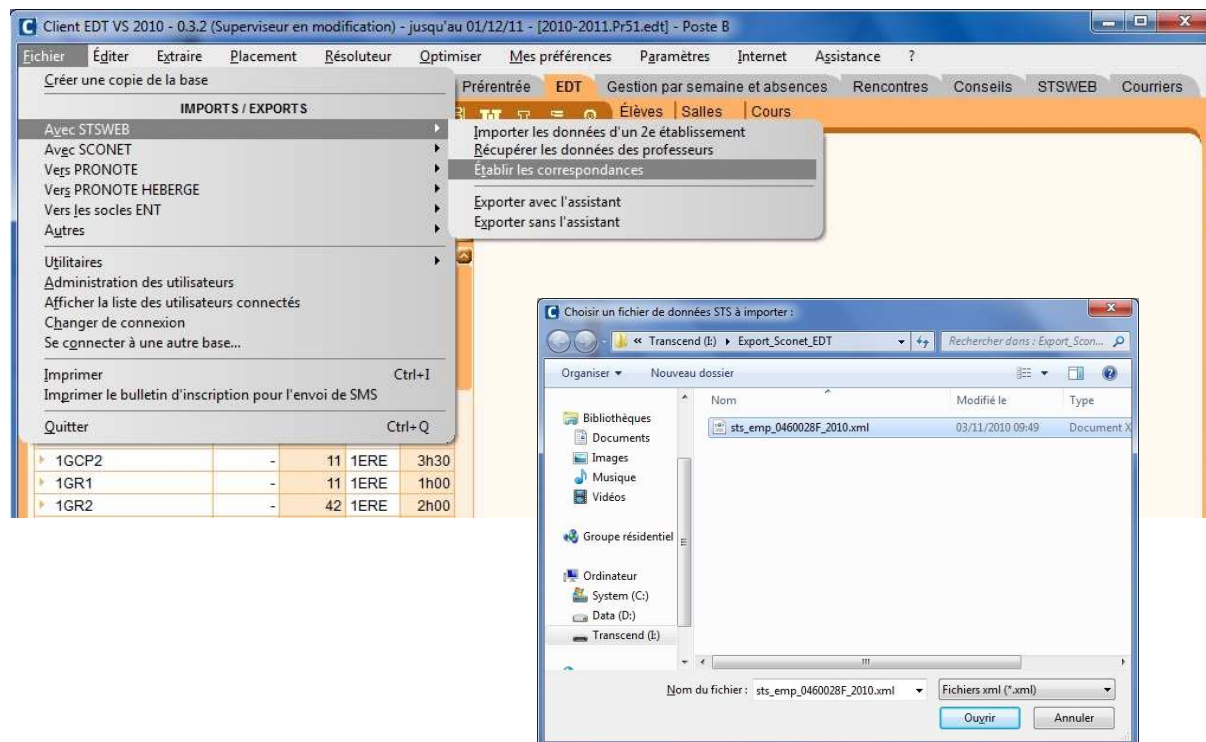 Client EDT VS 2010 - 0.3.2 (Superviseur en modification) - jusqu'au 01/12/11 - [2010-2011.Pr51.edt] - Poste B
Fichier Éditer Extraire Placement Résoluteur Optimiser Mes préférences Paramètres Internet Assistance ?
Prérentrée EDT Gestion par semaine et absences Rencontres Conseils STSWEB Courriers
Élèves Salles Cours
Créer une copie de la base
IMPORTS / EXPORTS
Avec STSWEB
Avec SCONET
Vers PRONOTE
Vers PRONOTE HEBERGE
Vers les socles ENT
Autres
Utilitaires
Administration des utilisateurs
Afficher la liste des utilisateurs connectés
Changer de connexion
Se connecter à une autre base...
Imprimer Ctrl+I
Imprimer le bulletin d'inscription pour l'envoi de SMS
Quitter Ctrl+Q
Importer les données d'un 2e établissement
Récupérer les données des professeurs
Établir les correspondances
Exporter avec l'assistant
Exporter sans l'assistant
1GCP2 - 11 1ERE 3h30
1GR1 - 11 1ERE 1h00
1GR2 - 42 1ERE 2h00
Choisir un fichier de données STS à importer :
« Transcend (I:) Export_Sconet_EDT Rechercher dans : Export_Scon...
Organiser Nouveau dossier
Nom Modifié le Type
sts_emp_0460028F_2010.xml 03/11/2010 09:49 Document X
Bibliothèques
Documents
Images
Musique
Vidéos
Groupe résidentiel
Ordinateur
System (C:)
Data (D:)
Transcend (I:)
Nom du fichier : sts_emp_0460028F_2010.xml Fichiers xml (*.xml)
Ouvrir Annuler